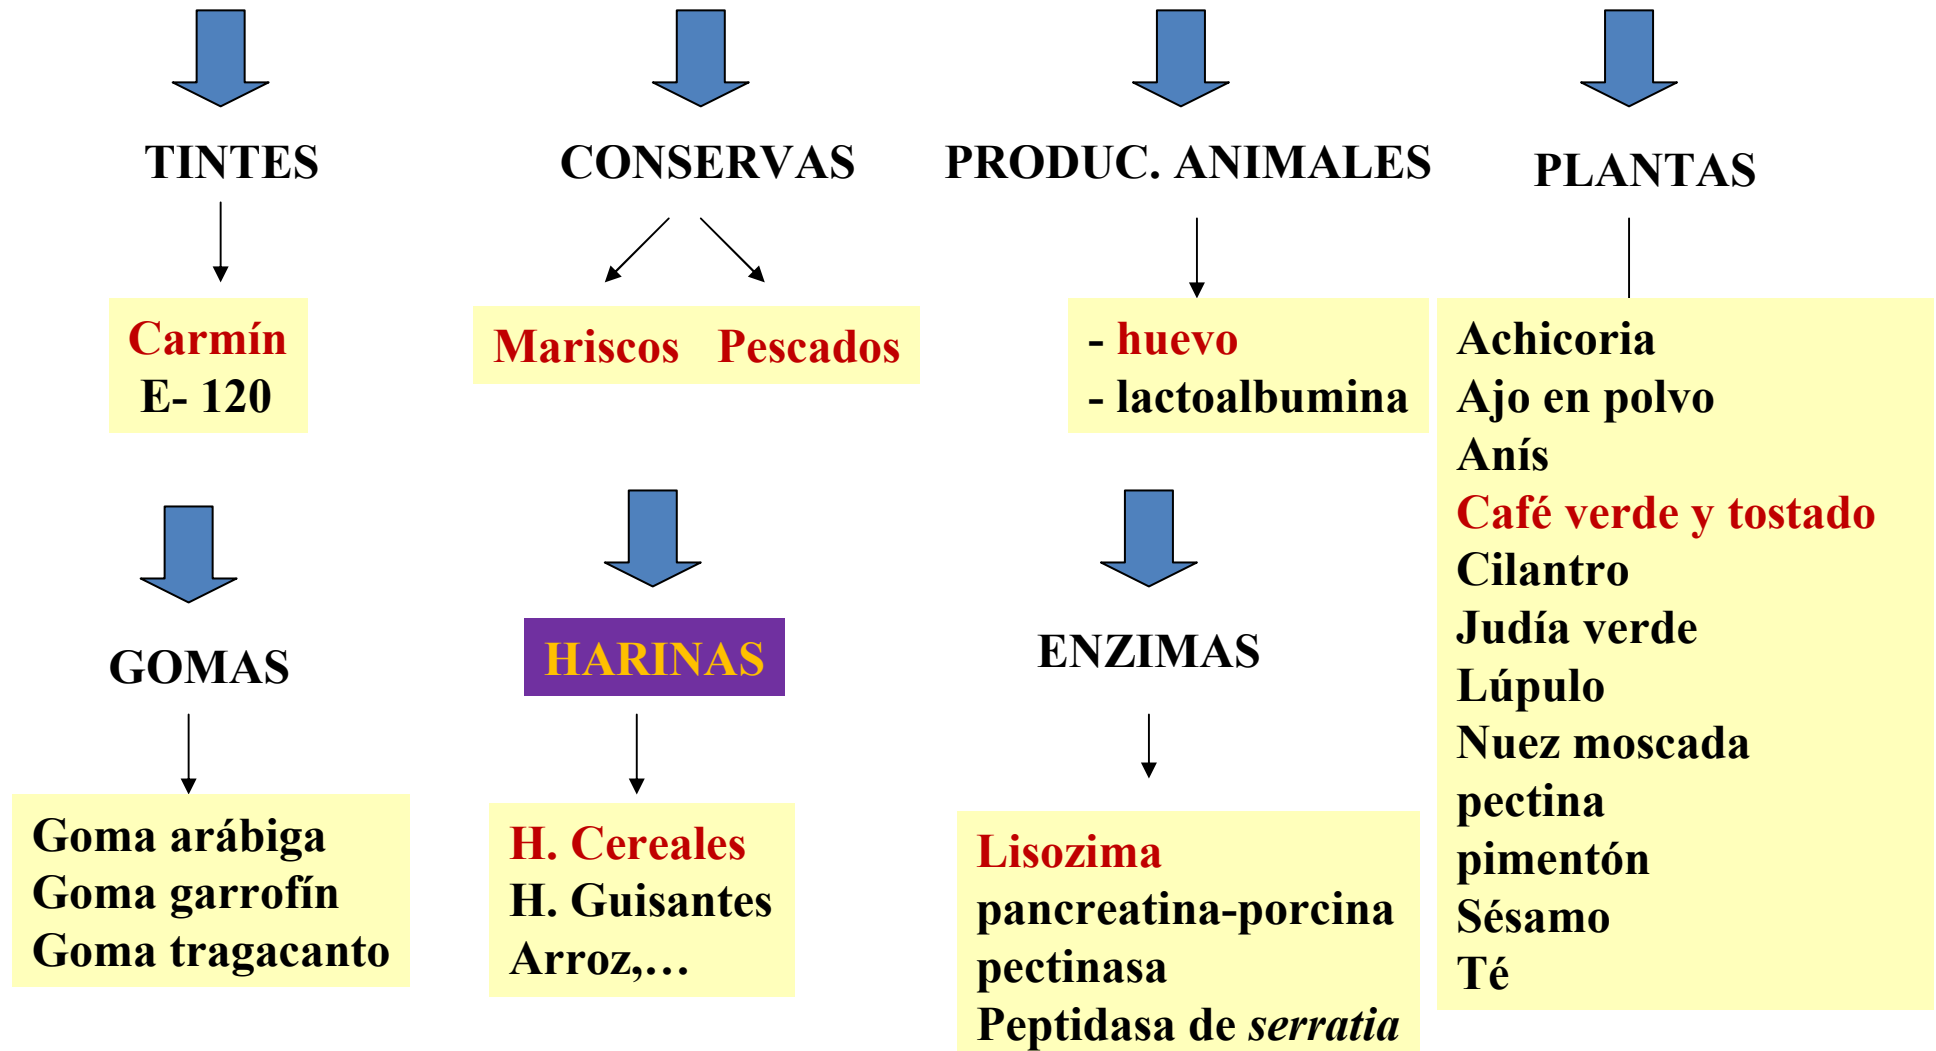 TINTES
Carmín
E- 120
CONSERVAS
Mariscos Pescados
PRODUC. ANIMALES
- huevo
- lactoalbumina
PLANTAS
Achicoria
Ajo en polvo
Anís
Café verde y tostado
Cilantro
Judía verde
Lúpulo
Nuez moscada
pectina
pimentón
Sésamo
Té
GOMAS
Goma arábiga
Goma garrofín
Goma tragacanto
HARINAS
H. Cereales
H. Guisantes
Arroz,…
ENZIMAS
Lisozima
pancreatina-porcina
pectinasa
Peptidasa de serratia